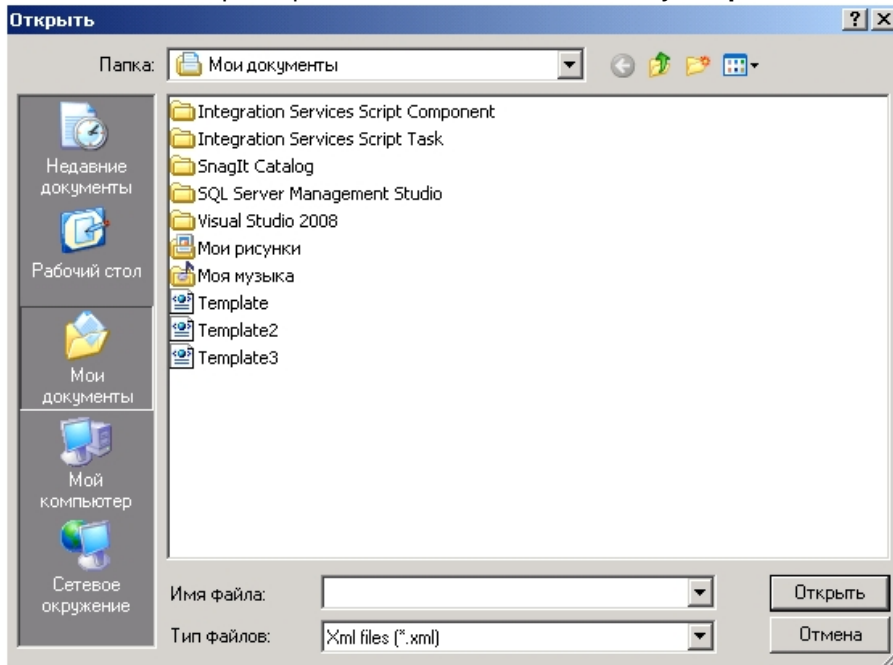 Открыть
Папка: Мои документы
Недавние
документы
Рабочий стол
Мои
документы
Мой
компьютер
Сетевое
окружение
Integration Services Script Component
Integration Services Script Task
SnagIt Catalog
SQL Server Management Studio
Visual Studio 2008
Мои рисунки
Моя музыка
Template
Template2
Template3
Имя файла:
Открыть
Тип файлов: Xml files (*.xml)
Отмена